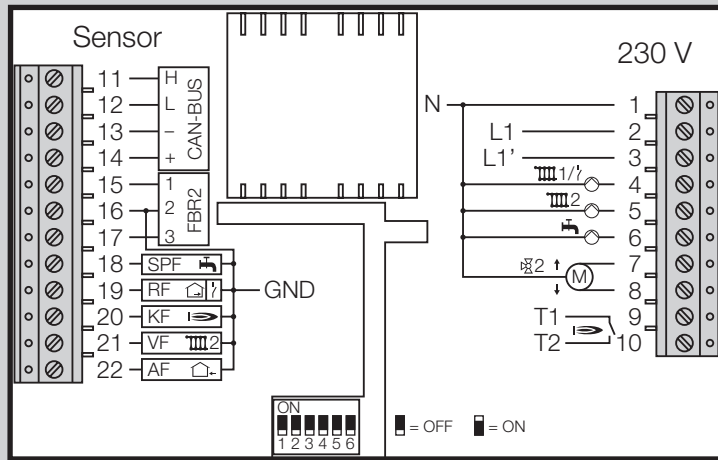 Sensor
230 V
11 H
12 L
13 –
14 +
CAN-BUS
15 1
16 2
17 3
FBR2
18 SPF
19 RF
20 KF
21 VF 2
22 AF
GND
N 1
L1 2
L1' 3
1/ 4
2 5
6
2 M 7
8
T1 9
T2 10
ON
1 2 3 4 5 6
= OFF = ON